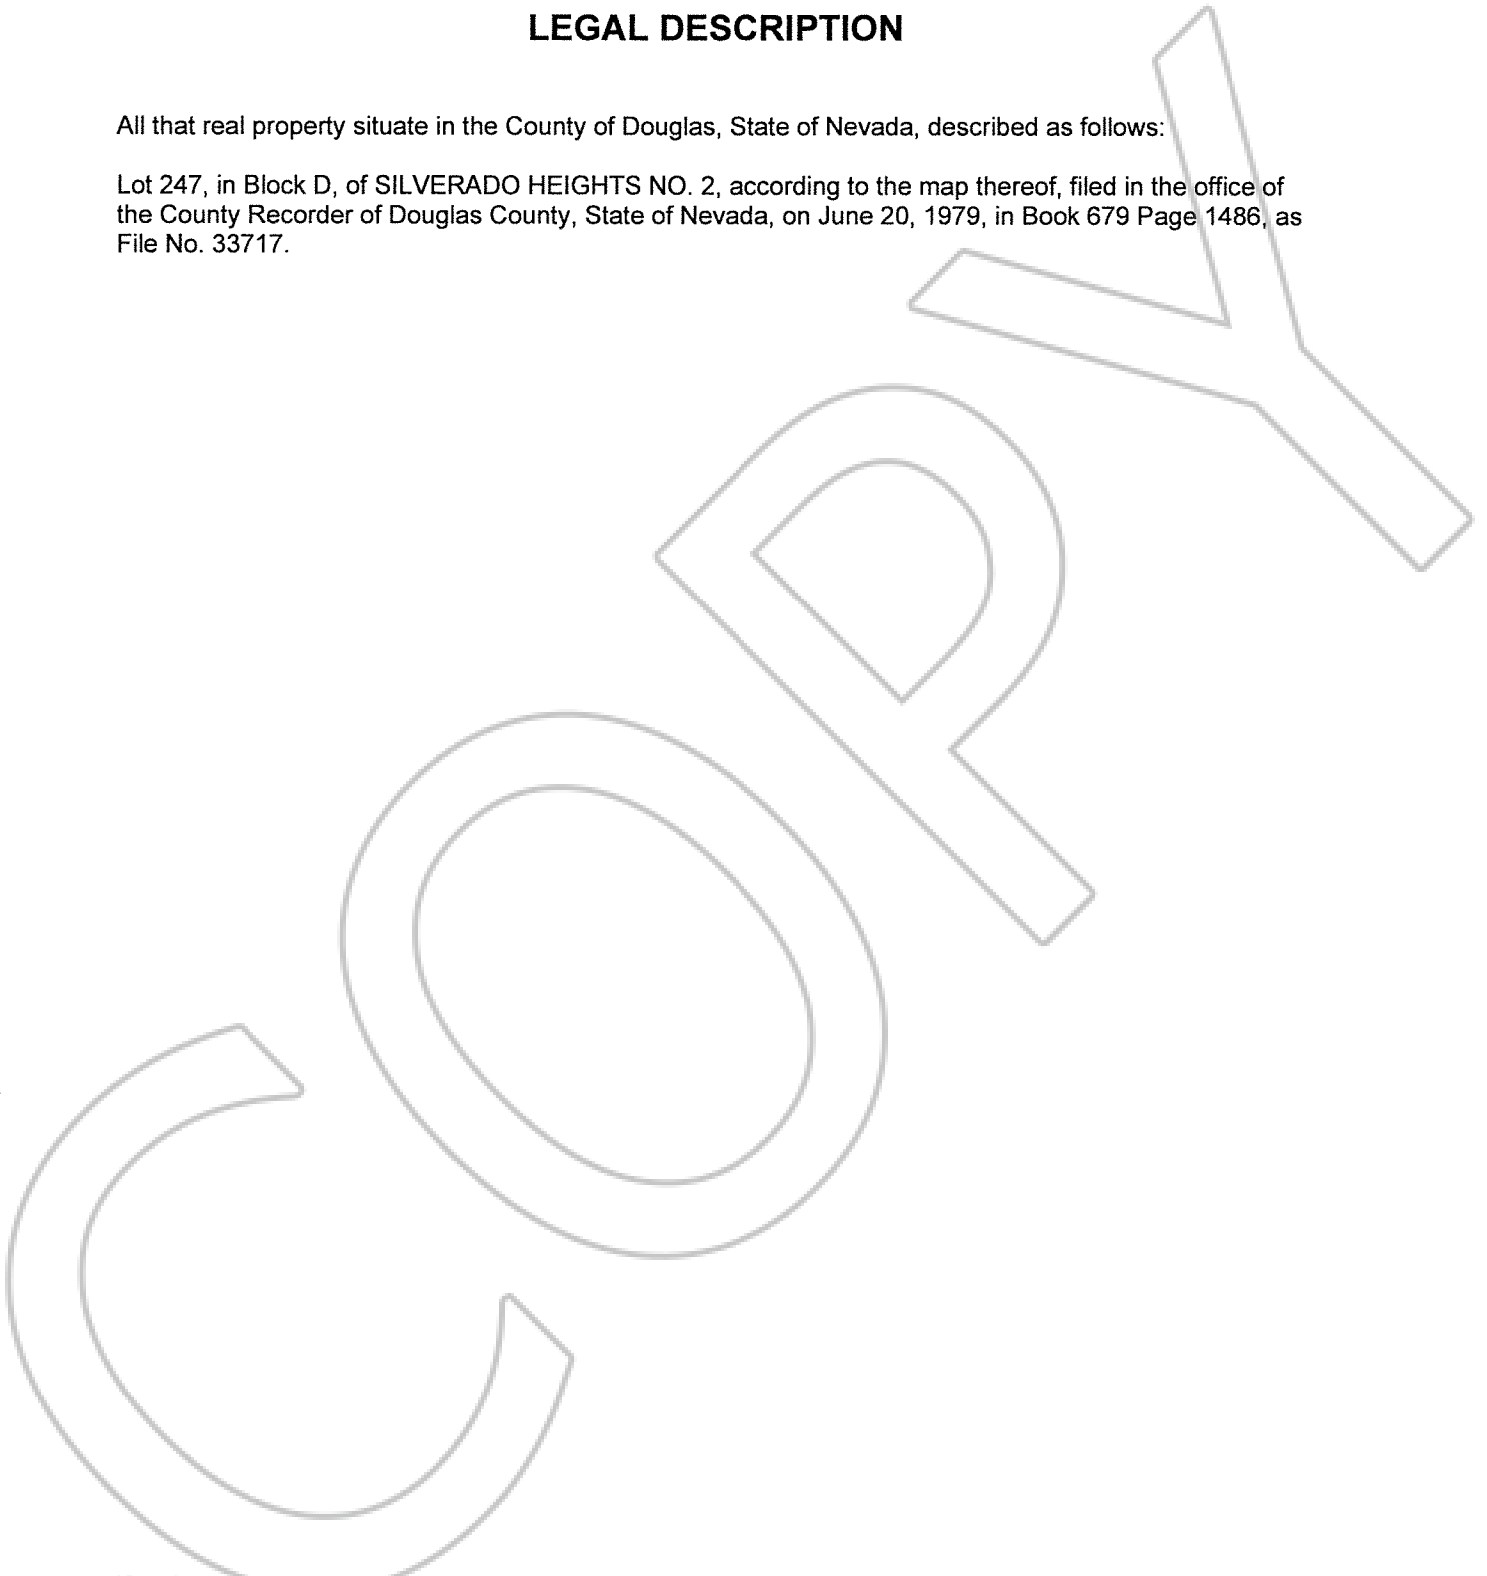 LEGAL DESCRIPTION
All that real property situate in the County of Douglas, State of Nevada, described as follows:
Lot 247, in Block D, of SILVERADO HEIGHTS NO. 2, according to the map thereof, filed in the office of
the County Recorder of Douglas County, State of Nevada, on June 20, 1979, in Book 679 Page 1486, as
File No. 33717.
COPY